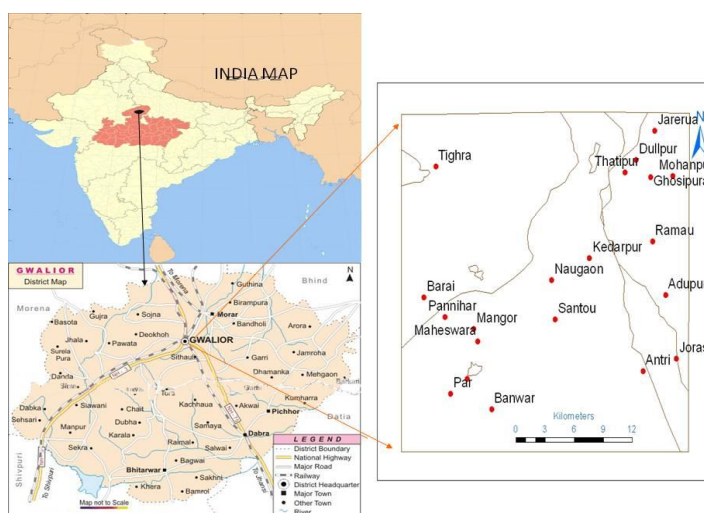 INDIA MAP
GWALIOR
District Map
N
To Morena
Bhind
Morena
Guthina
Birampura
Gujra
Sojna
Morar
Basota
Bandholi
Arora
Jhala
Deokhoh
GWALIOR
Surela
Pura
Pawata
Sithauli
Garri
Jamroha
Dhamanka
Mehgaon
Siawani
Chait
Kachhaua
Akwai
Kumharra
Dabka
Pichhor
Datia
Sehsari
Manpur
Dubha
Samaya
Karala
Dabra
Sekra
Raimal
Salwai
Shivpuri
Bagwai
Bhitarwar
Sakhni
Khera
Bamrol
To Shivpuri
To Jhansi
Map not to Scale
LEGEND
District Boundary
National Highway
Major Road
Railway
District Headquarter
Major Town
Other Town
River
N
Jarerua
Dullpur
Tighra
Thatipur
Mohanpu
Ghosipura
Ramau
Kedarpur
Naugaon
Adupur
Barai
Pannihar
Santou
Mangor
Maheswara
Joras
Antri
Par
Banwar
Kilometers
0 3 6 9 12